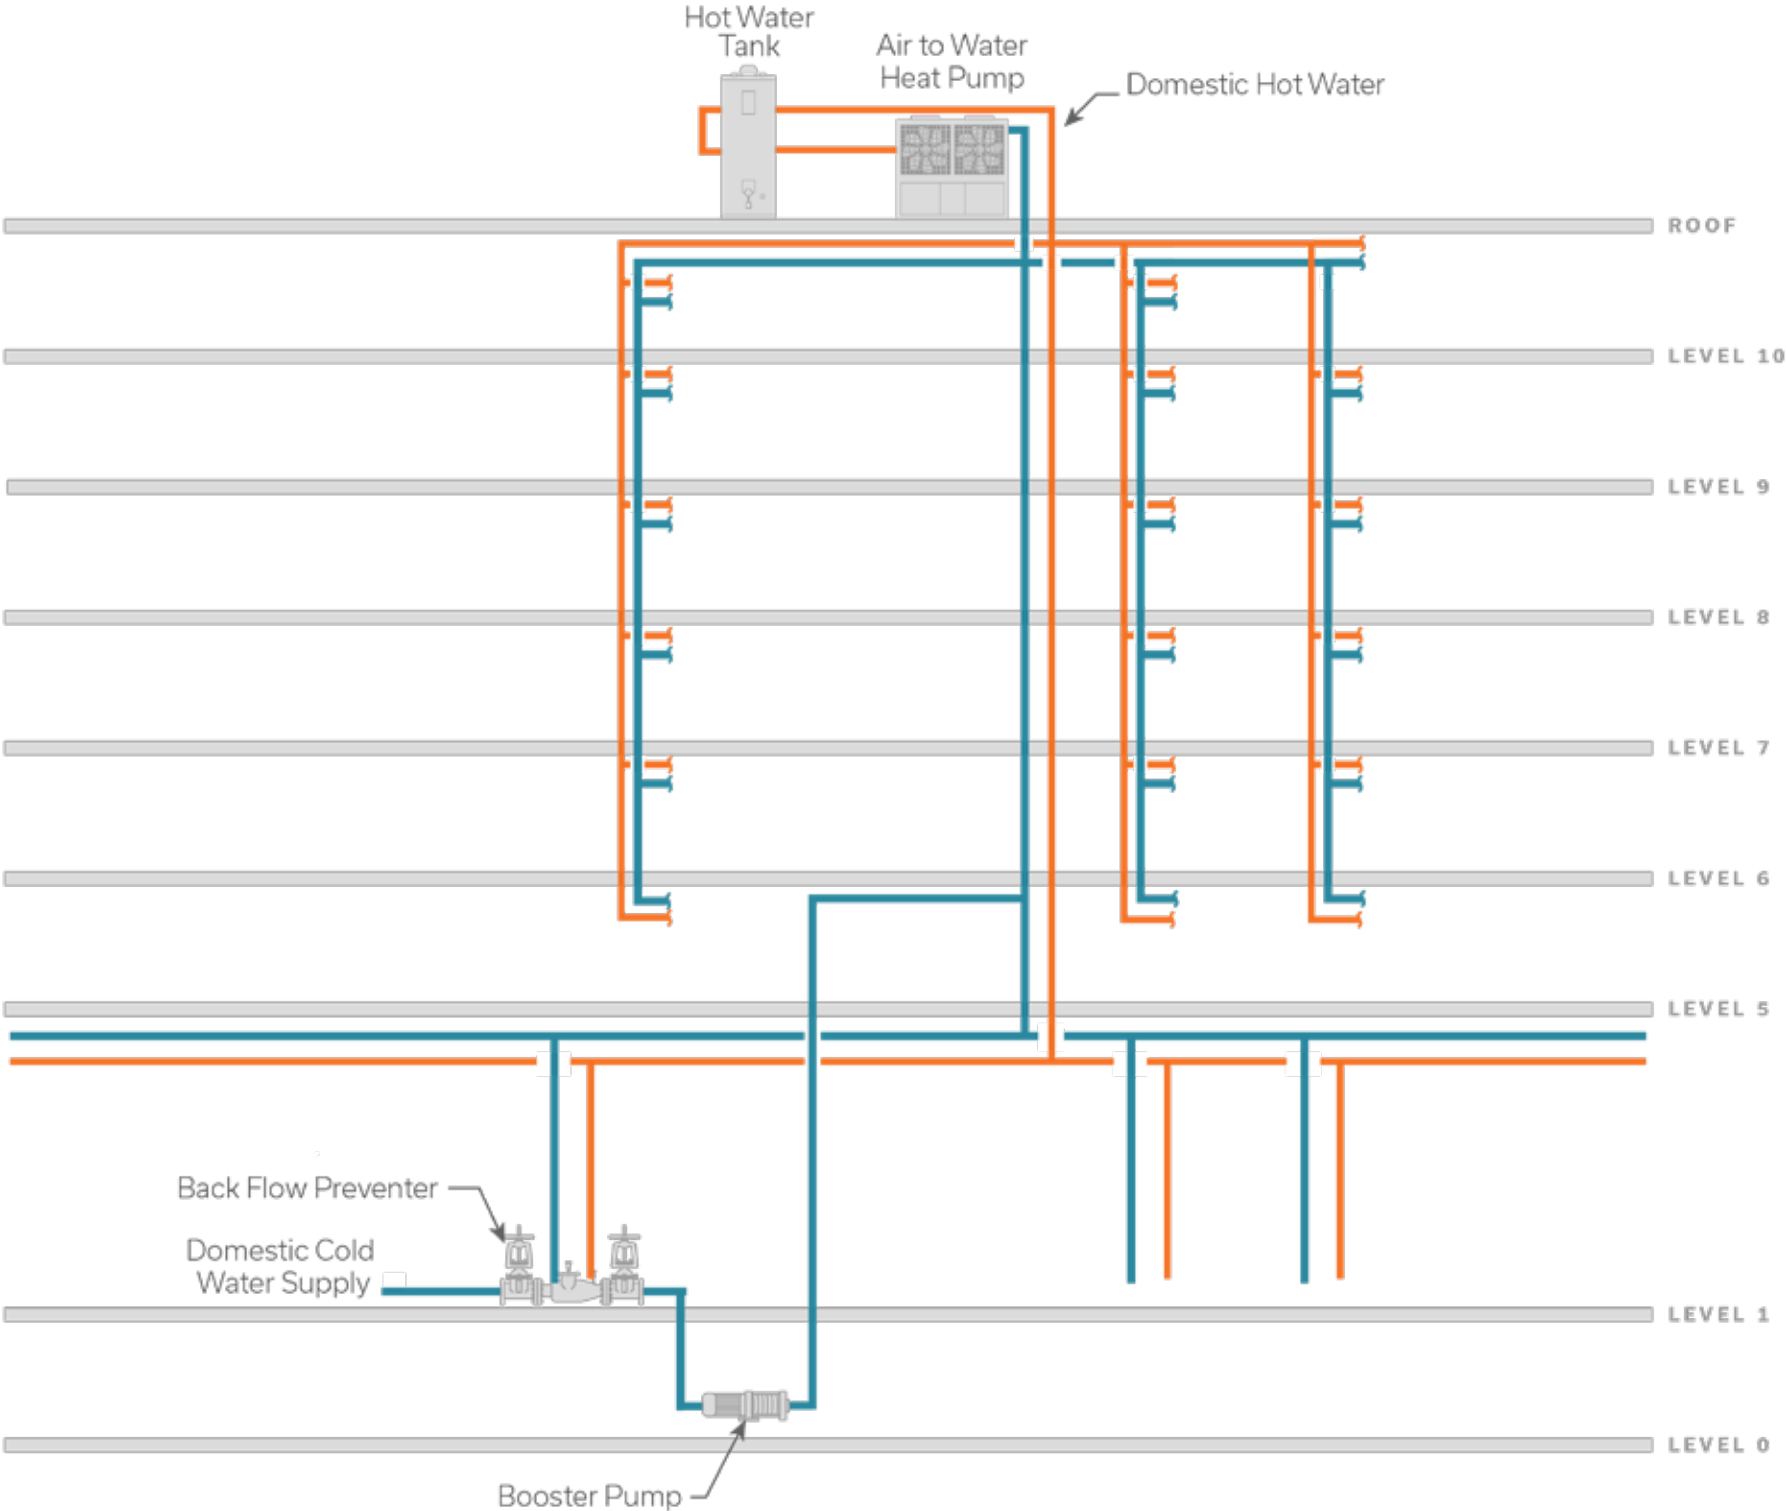 Hot Water
Tank
Air to Water
Heat Pump
Domestic Hot Water
ROOF
LEVEL 10
LEVEL 9
LEVEL 8
LEVEL 7
LEVEL 6
LEVEL 5
Back Flow Preventer
Domestic Cold
Water Supply
LEVEL 1
LEVEL 0
Booster Pump